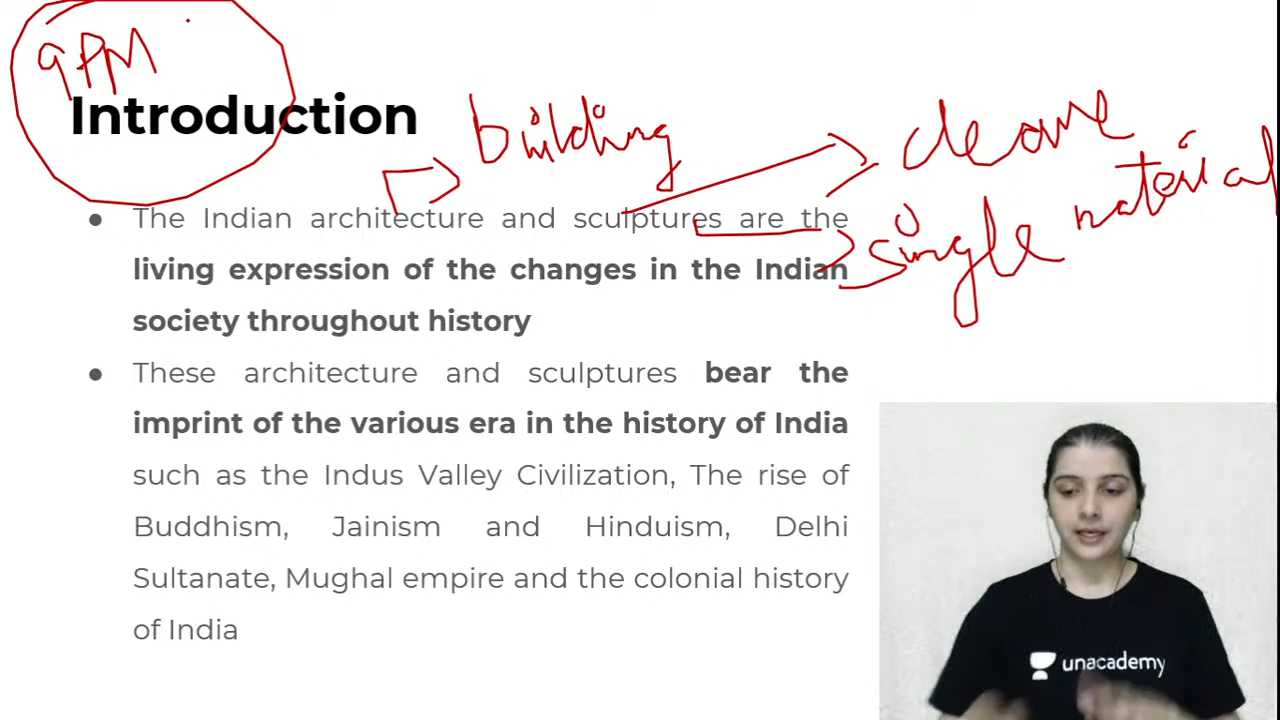 9PM
Introduction
building
single material
The Indian architecture and sculptures are the
living expression of the changes in the Indian
society throughout history
These architecture and sculptures bear the
imprint of the various era in the history of India
such as the Indus Valley Civilization, The rise of
Buddhism, Jainism and Hinduism, Delhi
Sultanate, Mughal empire and the colonial history
of India
unacademy